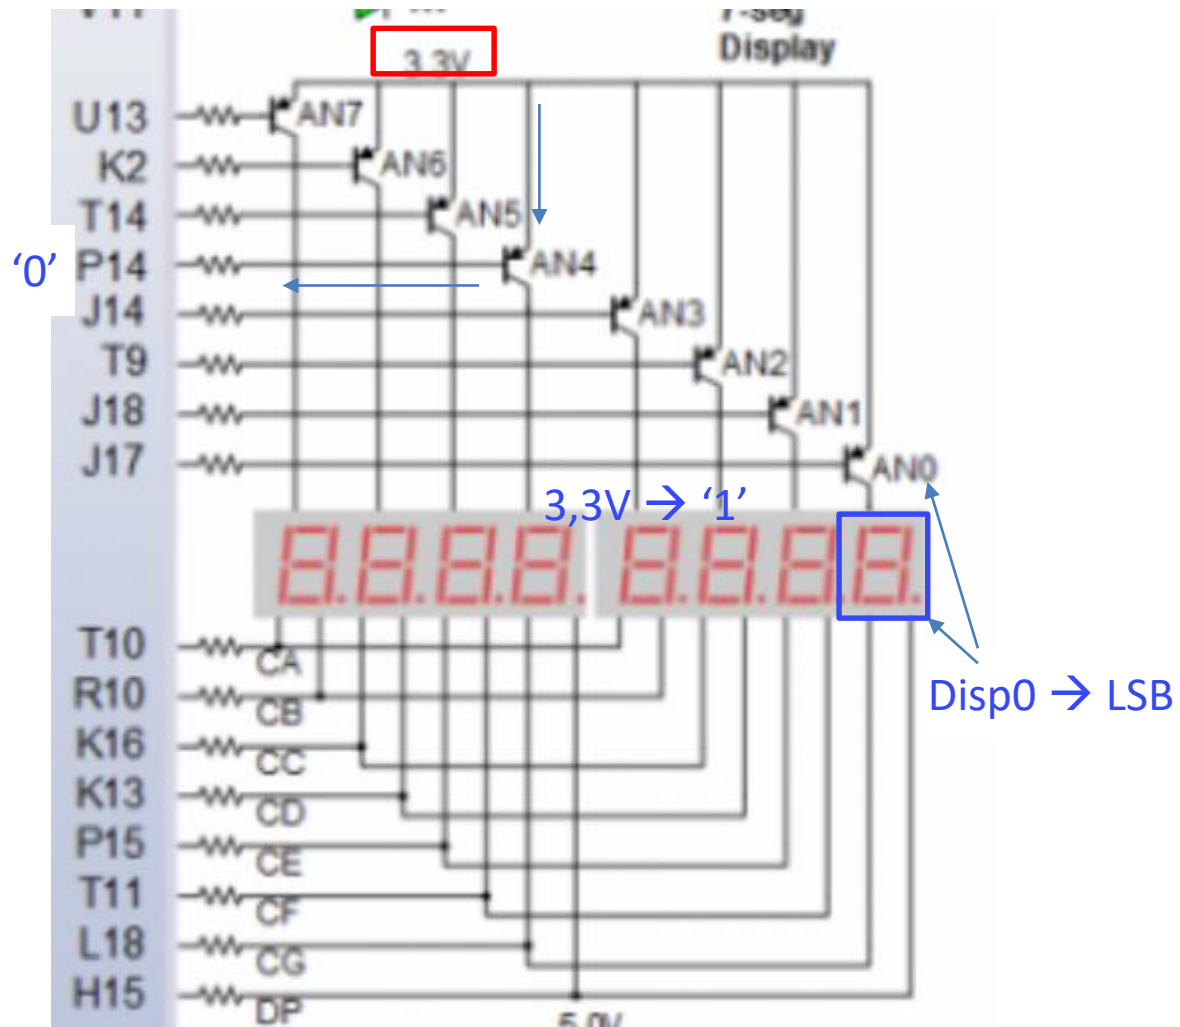 7-seg
Display
3.3V
U13
AN7
K2
AN6
T14
AN5
‘0’
P14
AN4
J14
AN3
T9
AN2
J18
AN1
J17
AN0
3,3V → ‘1’
T10
CA
R10
CB
Disp0 → LSB
K16
CC
K13
CD
P15
CE
T11
CF
L18
CG
H15
DP
5.0V